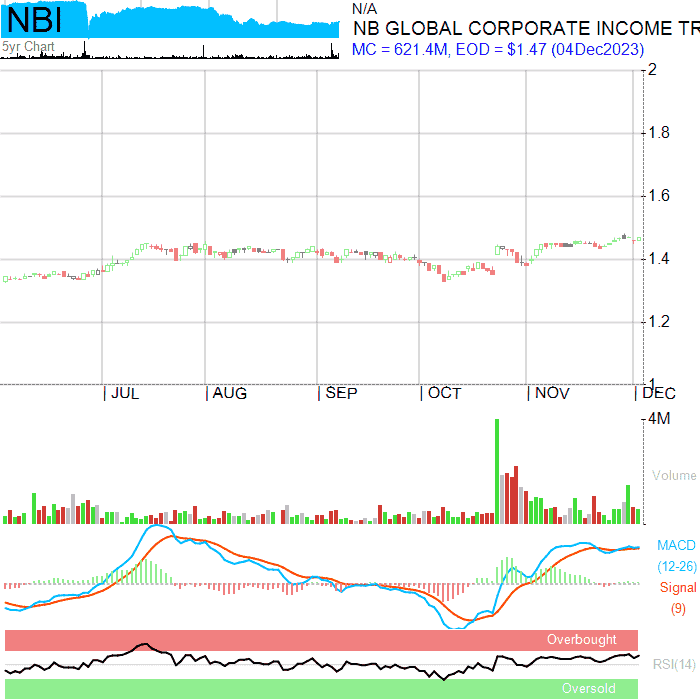 NBI
5yr Chart
N/A
NB GLOBAL CORPORATE INCOME TR
MC = 621.4M, EOD = $1.47 (04Dec2023)
2
1.8
1.6
1.4
1.2
1
JUL AUG SEP OCT NOV DEC
4M
Volume
MACD
(12-26)
Signal
(9)
Overbought
RSI(14)
Oversold